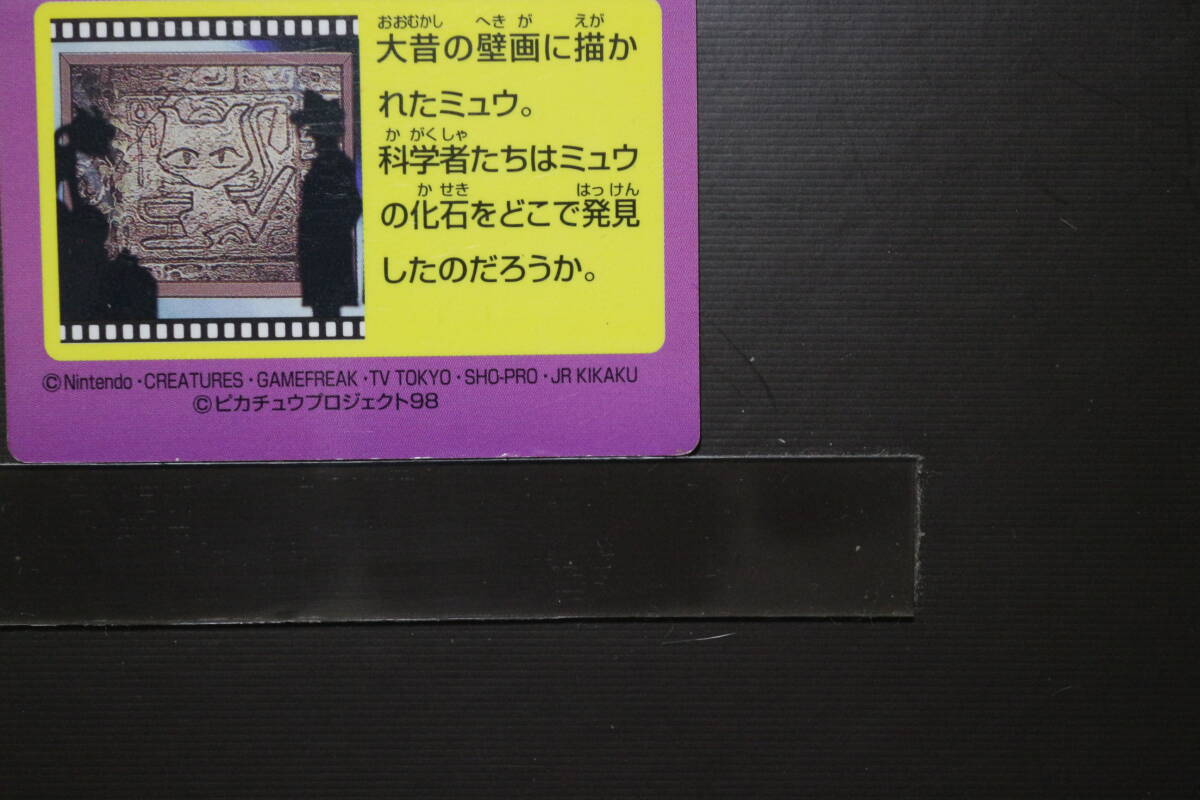 おおむかし へきが えが
大昔の壁画に描か
れたミュウ。
かがくしゃ
科学者たちはミュウ
かせき はっけん
の化石をどこで発見
したのだろうか。
©Nintendo・CREATURES・GAMEFREAK・TV TOKYO・SHO-PRO・JR KIKAKU
©ピカチュウプロジェクト98